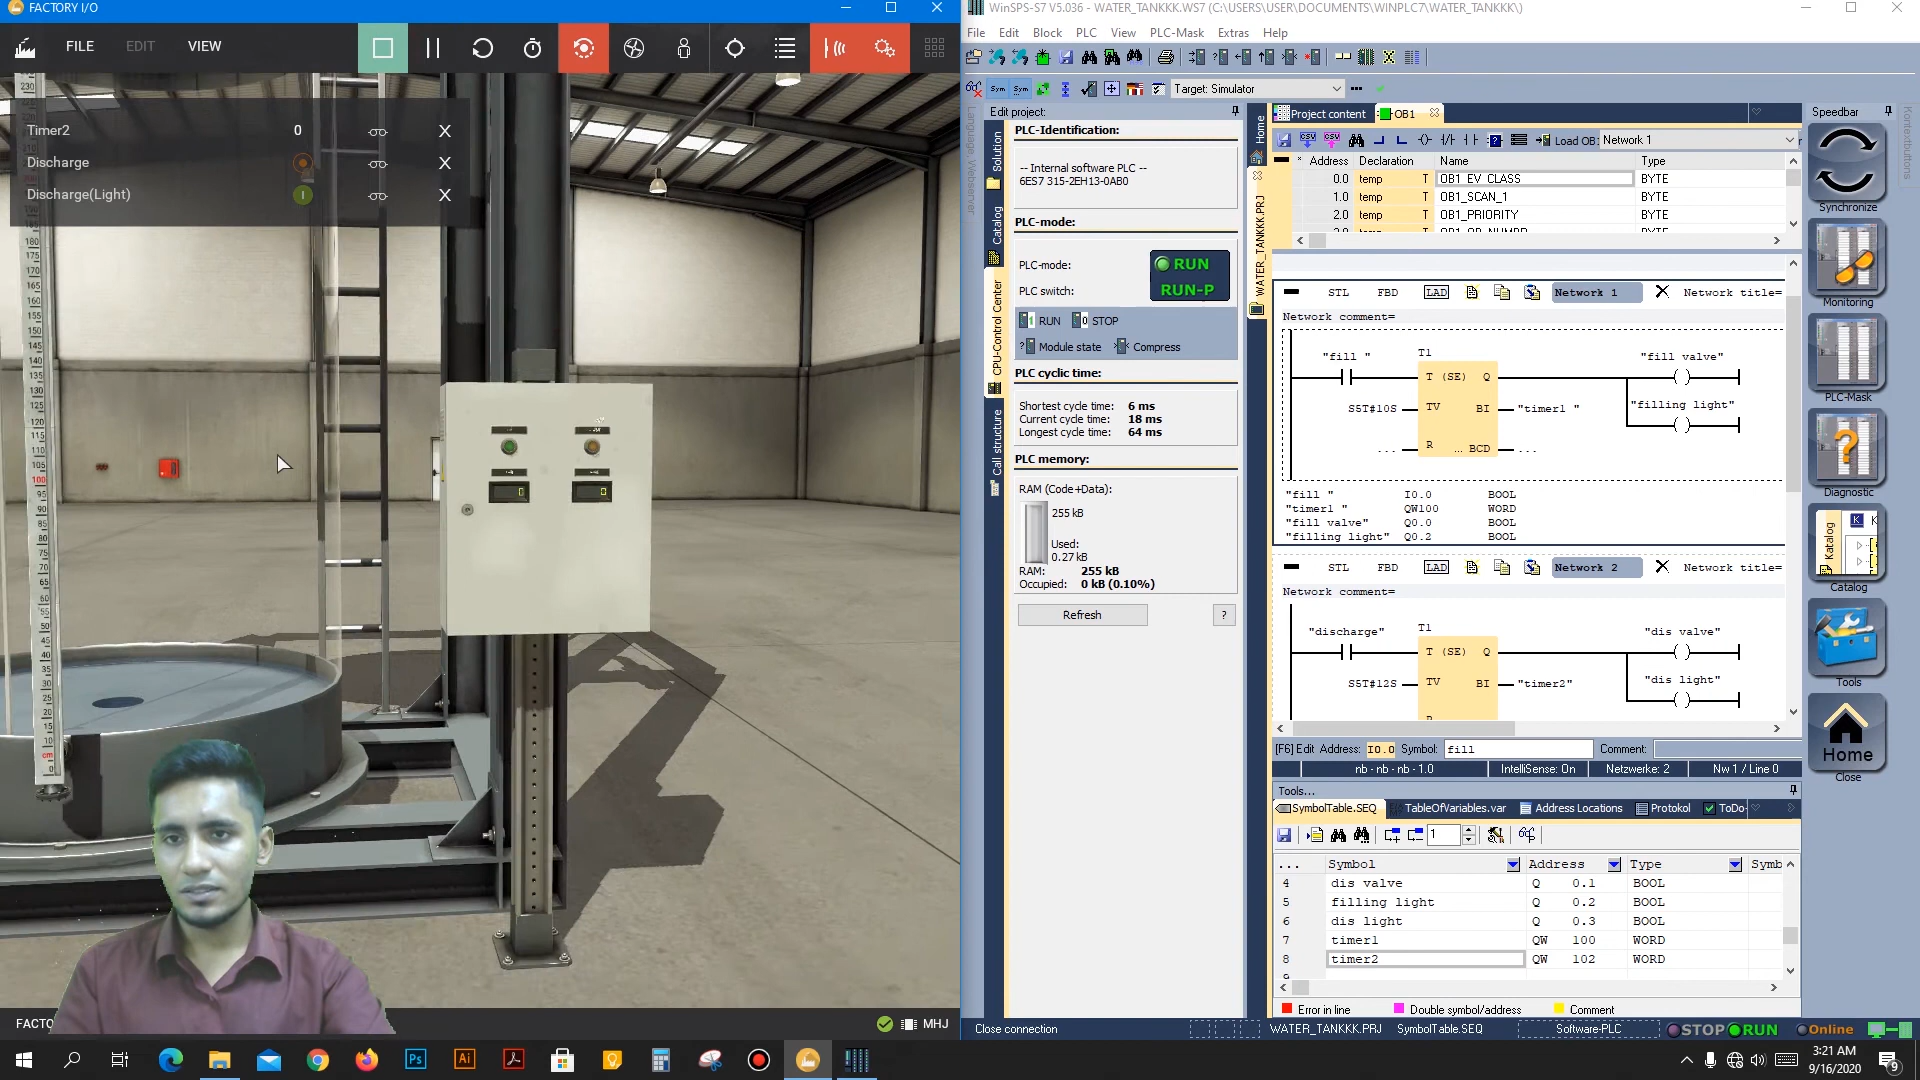 FACTORY I/O
FILE
EDIT
VIEW
Timer2 0 X
Discharge X
Discharge(Light) X
FACTO
MHJ
WinSPS-S7 V5.036 - WATER_TANKKK.WS7 (C:\USERS\USER\DOCUMENTS\WINPLC7\WATER_TANKKK\)
File Edit Block PLC View PLC-Mask Extras Help
Target: Simulator
Edit project:
PLC-Identification:
-- Internal software PLC --
6ES7 315-2EH13-0AB0
PLC-mode:
PLC-mode: RUN
PLC switch: RUN-P
RUN STOP
Module state Compress
PLC cyclic time:
Shortest cycle time: 6 ms
Current cycle time: 18 ms
Longest cycle time: 64 ms
PLC memory:
RAM (Code+Data):
255 kB
Used:
0.27 kB
RAM: 255 kB
Occupied: 0 kB (0.10%)
Refresh ?
Language, Webserver
Solution
Catalog
CPU-Control Center
Call structure
Home
WATER_TANKKK.PRJ
Project content OB1
Load OB: Network 1
Address Declaration Name Type
0.0 temp T OB1_EV_CLASS BYTE
1.0 temp T OB1_SCAN_1 BYTE
2.0 temp T OB1_PRIORITY BYTE
STL FBD LAD Network 1 Network title=
Network comment=
"fill " T1 "fill valve"
T (SE) Q
"filling light"
S5T#10S TV BI "timer1 "
... R ... BCD ...
"fill " I0.0 BOOL
"timer1 " QW100 WORD
"fill valve" Q0.0 BOOL
"filling light" Q0.2 BOOL
STL FBD LAD Network 2 Network title=
Network comment=
"discharge" T1 "dis valve"
T (SE) Q
"dis light"
S5T#12S TV BI "timer2"
[F6] Edit Address: I0.0 Symbol: fill Comment:
nb - nb - nb - 1.0 IntelliSense: On Netzwerke: 2 Nw 1 / Line 0
Tools...
SymbolTable.SEQ TableOfVariables.var Address Locations Protokol ToDo-
1
... Symbol Address Type Symb
4 dis valve Q 0.1 BOOL
5 filling light Q 0.2 BOOL
6 dis light Q 0.3 BOOL
7 timer1 QW 100 WORD
8 timer2 QW 102 WORD
Error in line Double symbol/address Comment
Close connection WATER_TANKKK.PRJ SymbolTable.SEQ Software-PLC STOP RUN Online
Speedbar
Synchronize
Monitoring
PLC-Mask
Diagnostic
Katalog
Catalog
Tools
Home
Close
Kontextbuttons
3:21 AM
9/16/2020